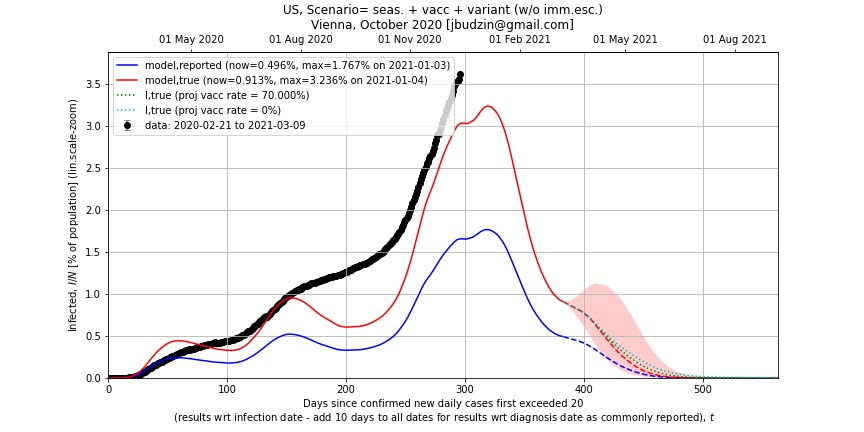 US, Scenario= seas. + vacc + variant (w/o imm.esc.)
Vienna, October 2020 [jbudzin@gmail.com]
01 May 2020 01 Aug 2020 01 Nov 2020 01 Feb 2021 01 May 2021 01 Aug 2021
model,reported (now=0.496%, max=1.767% on 2021-01-03)
model,true (now=0.913%, max=3.236% on 2021-01-04)
I,true (proj vacc rate = 70.000%)
I,true (proj vacc rate = 0%)
data: 2020-02-21 to 2021-03-09
Infected, I/N [% of population] (lin.scale-zoom)
3.5
3.0
2.5
2.0
1.5
1.0
0.5
0.0
0 100 200 300 400 500
Days since confirmed new daily cases first exceeded 20
(results wrt infection date - add 10 days to all dates for results wrt diagnosis date as commonly reported), t